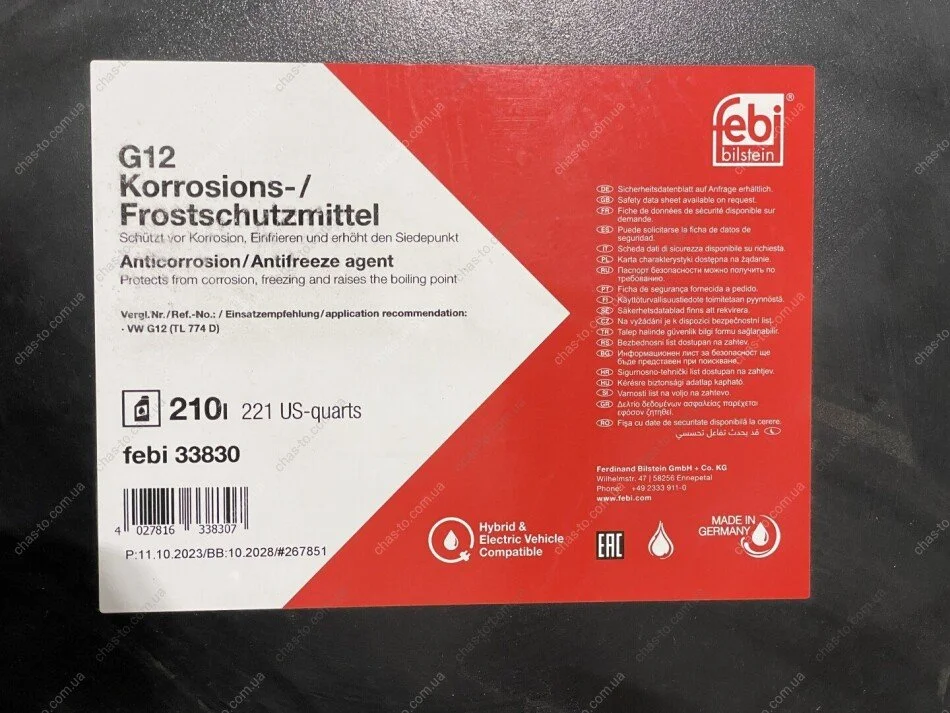 G12
Korrosions-/
Frostschutzmittel
Schützt vor Korrosion, Einfrieren und erhöht den Siedepunkt
Anticorrosion/Antifreeze agent
Protects from corrosion, freezing and raises the boiling point
Vergl.Nr./Ref.-No.: / Einsatzempfehlung/application recommendation:
· VW G12 (TL 774 D)
210l 221 US-quarts
febi 33830
4 027816 338307
P:11.10.2023/BB:10.2028/#267851
febi®
bilstein
DE Sicherheitsdatenblatt auf Anfrage erhältlich.
GB Safety data sheet available on request.
FR Fiche de données de sécurité disponible sur
demande.
ES Puede solicitarse la ficha de datos de
seguridad.
IT Scheda dati di sicurezza disponibile su richiesta.
PL Karta charakterystyki dostępna na żądanie.
RU Паспорт безопасности можно получить по
требованию.
PT Ficha de segurança fornecida a pedido.
FI Käyttöturvallisuustiedote toimitetaan pyynnöstä.
SE Säkerhetsdatablad finns att rekvirera.
CZ Na vyžádání je k dispozici bezpečnostní list.
TR Talep halinde güvenlik bilgi formu sağlanabilir.
RS Bezbednosni list dostupan na zahtev.
BG Информационен лист за безопасност ще
бъде представен при поискване.
HR Sigurnosno-tehnički list dostupan na zahtjev.
HU Kérésre biztonsági adatlap kapható.
SI Varnosti list na voljo na zahtevo.
GR Δελτίο δεδομένων ασφαλείας παρέχεται
εφόσον ζητηθεί.
RO Fişa cu date de securitate disponibilă la cerere.
قد يحدث تفاعل تحسسي
Ferdinand Bilstein GmbH + Co. KG
Wilhelmstr. 47 | 58256 Ennepetal
Phone: +49 2333 911-0
www.febi.com
Hybrid &
Electric Vehicle
Compatible
EAC
MADE IN
GERMANY
chas-to.com.ua